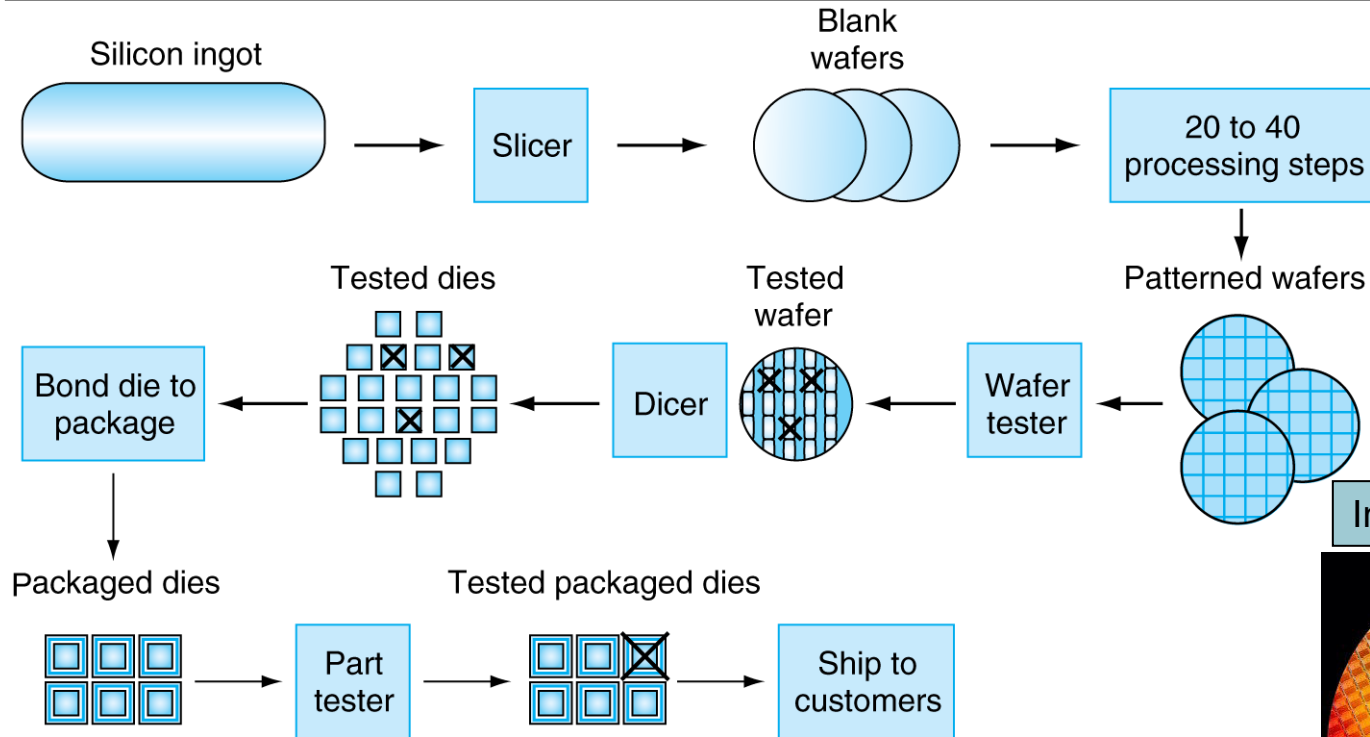 Silicon ingot
Slicer
Blank
wafers
20 to 40
processing steps
Tested dies
Tested
wafer
Patterned wafers
Bond die to
package
Dicer
Wafer
tester
Packaged dies
Tested packaged dies
Part
tester
Ship to
customers